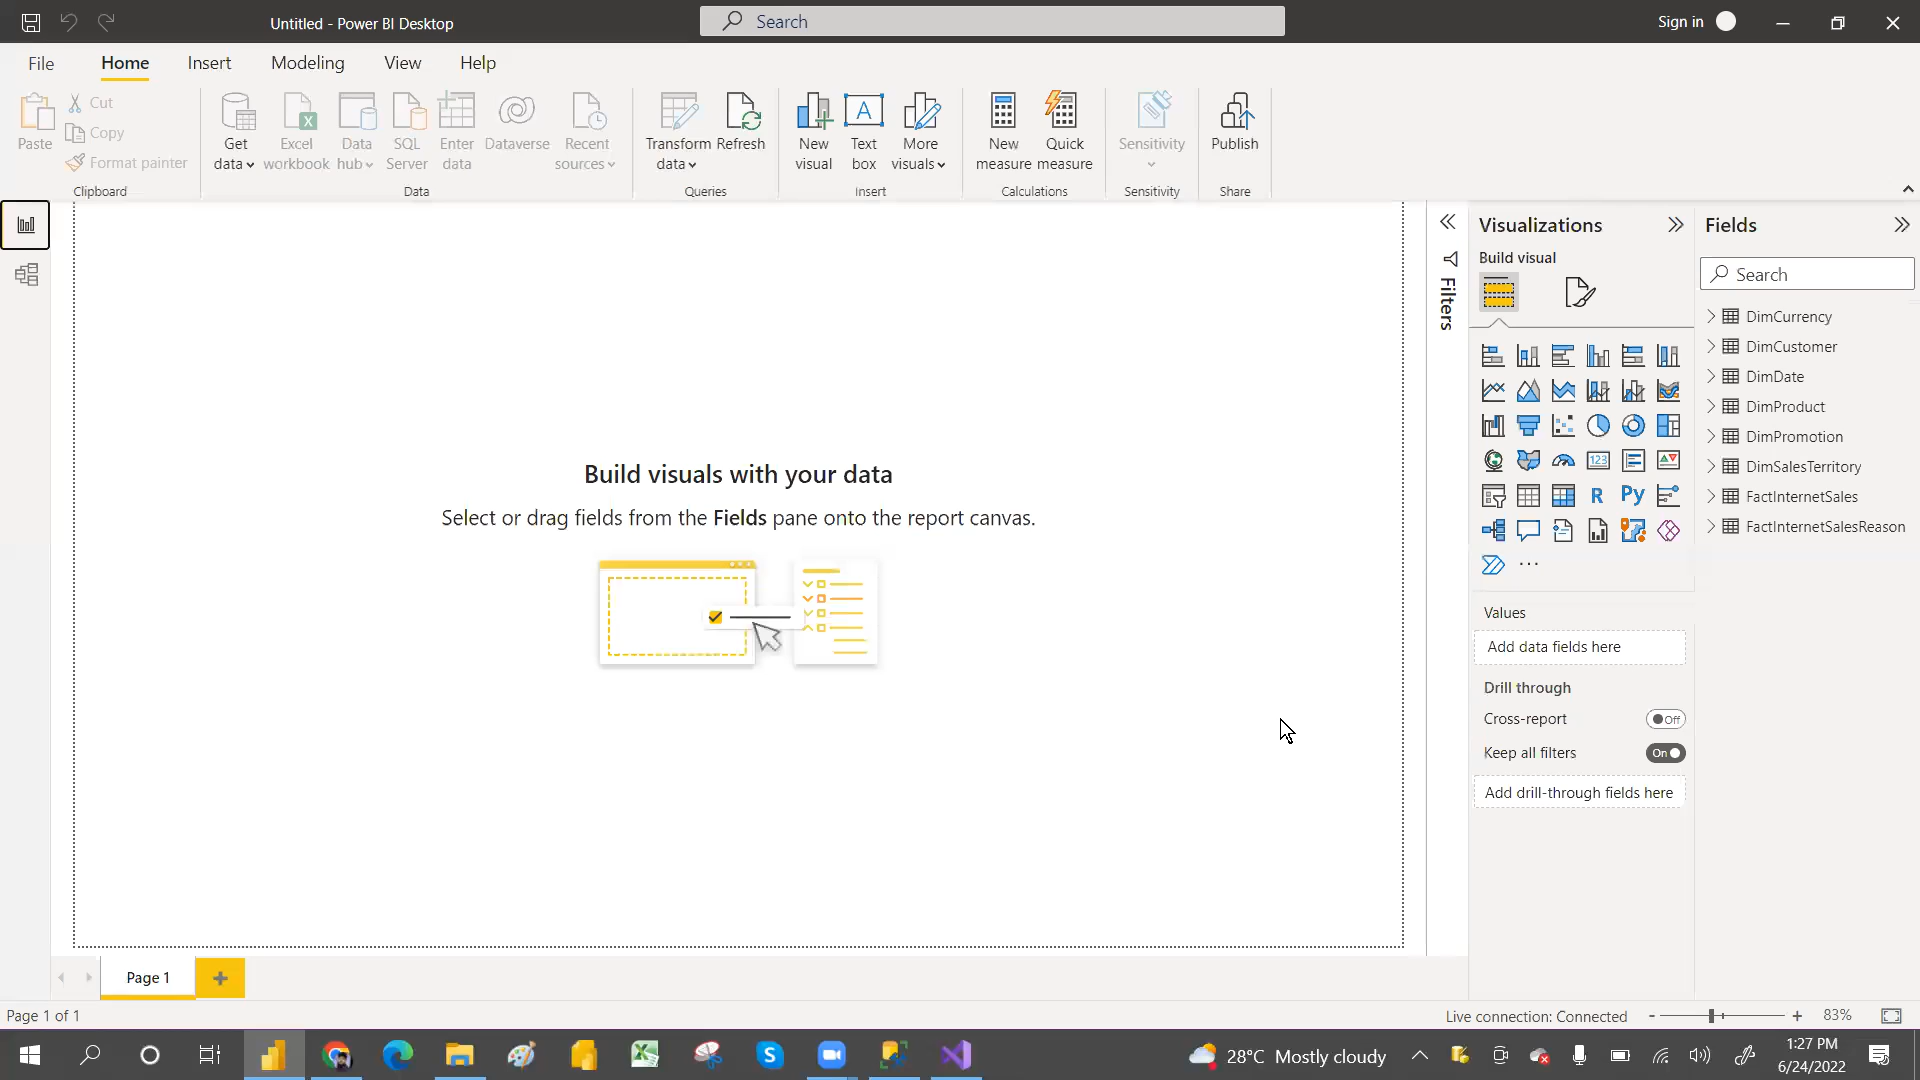 Untitled - Power BI Desktop
Search
Sign in
File
Home
Insert
Modeling
View
Help
Paste
Cut
Copy
Format painter
Clipboard
Get data
Excel workbook
Data hub
SQL Server
Enter data
Dataverse
Recent sources
Data
Transform data
Refresh
Queries
New visual
Text box
More visuals
Insert
New measure
Quick measure
Calculations
Sensitivity
Sensitivity
Publish
Share
Build visuals with your data
Select or drag fields from the Fields pane onto the report canvas.
Filters
Visualizations
Build visual
Values
Add data fields here
Drill through
Cross-report
Off
Keep all filters
On
Add drill-through fields here
Fields
Search
DimCurrency
DimCustomer
DimDate
DimProduct
DimPromotion
DimSalesTerritory
FactInternetSales
FactInternetSalesReason
Page 1
Page 1 of 1
Live connection: Connected
- + 83%
28°C Mostly cloudy
1:27 PM
6/24/2022